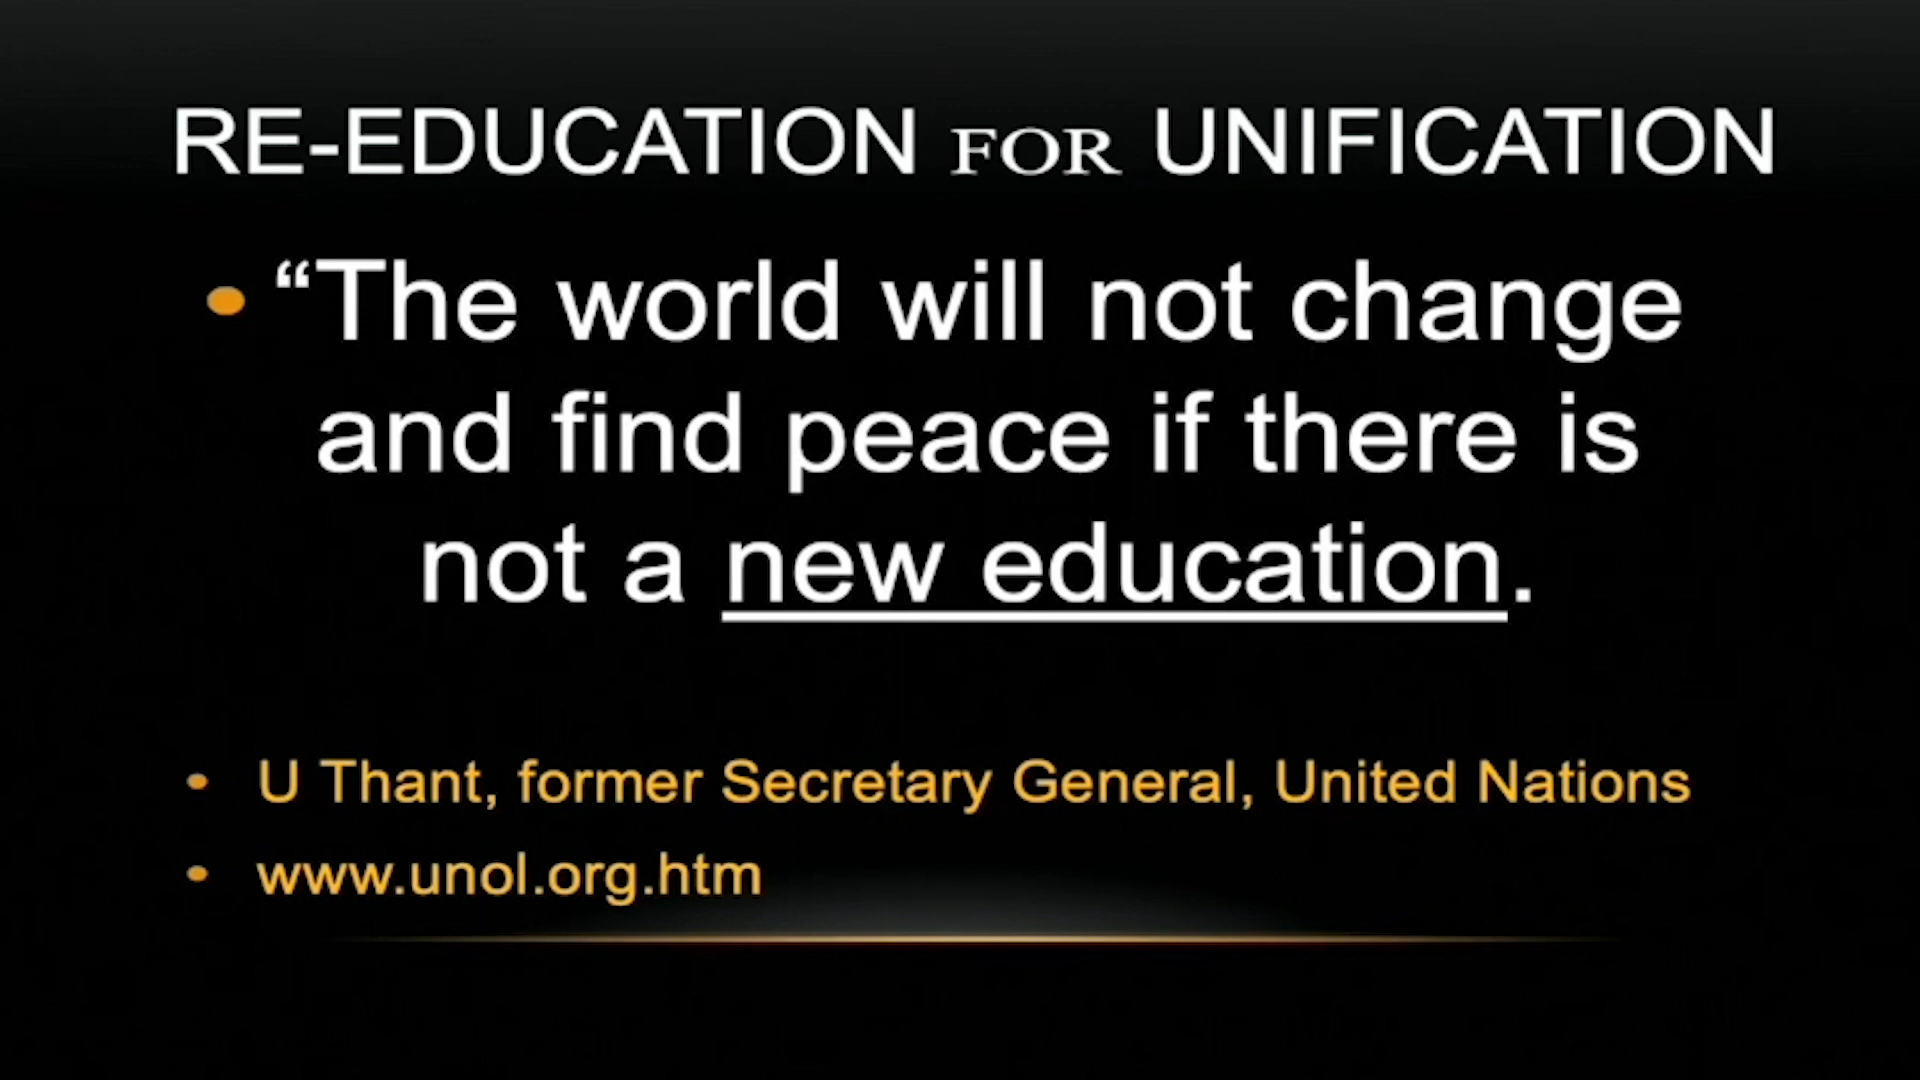 RE-EDUCATION FOR UNIFICATION
• “The world will not change
and find peace if there is
not a new education.
• U Thant, former Secretary General, United Nations
• www.unol.org.htm